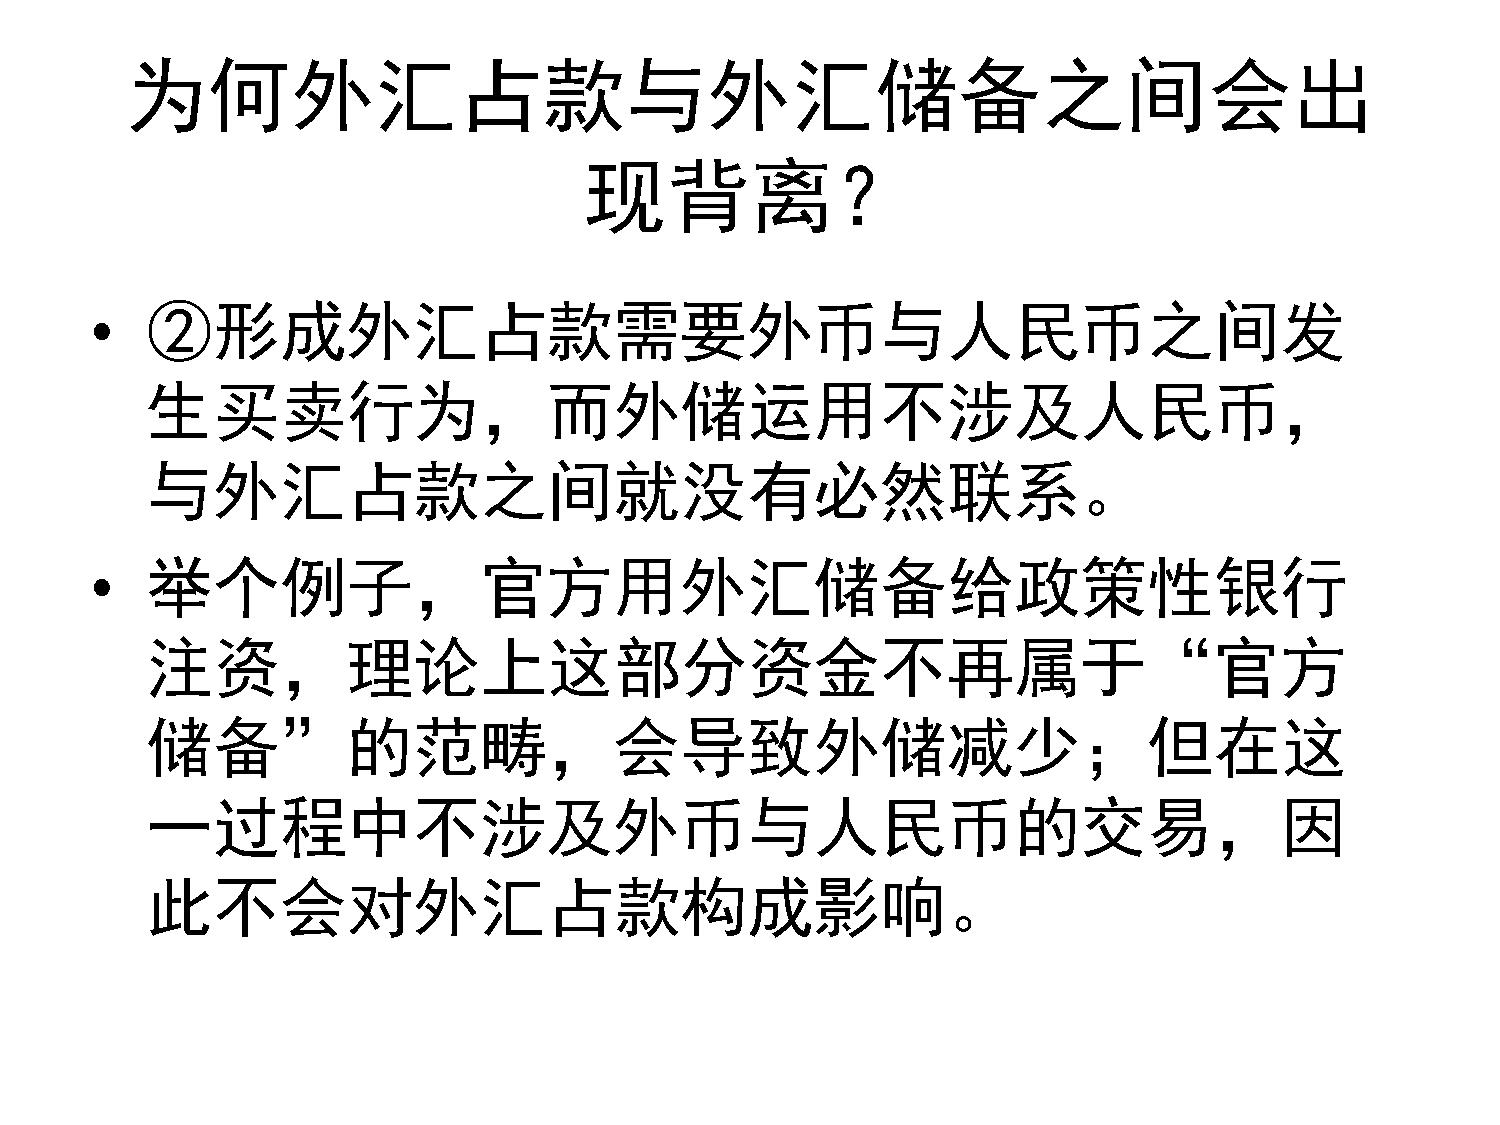 为何外汇占款与外汇储备之间会出
现背离？
• ②形成外汇占款需要外币与人民币之间发
生买卖行为，而外储运用不涉及人民币，
与外汇占款之间就没有必然联系。
• 举个例子，官方用外汇储备给政策性银行
注资，理论上这部分资金不再属于“官方
储备”的范畴，会导致外储减少；但在这
一过程中不涉及外币与人民币的交易，因
此不会对外汇占款构成影响。